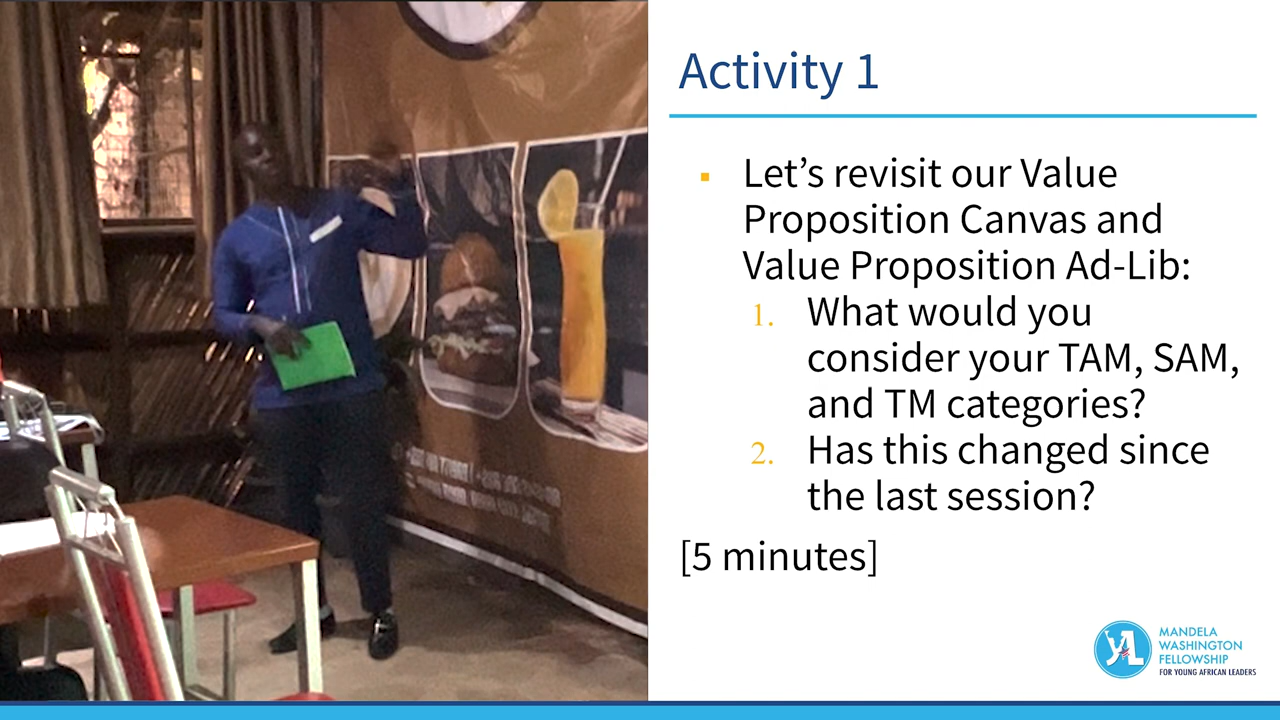 Activity 1
Let’s revisit our Value
Proposition Canvas and
Value Proposition Ad-Lib:
1. What would you
consider your TAM, SAM,
and TM categories?
2. Has this changed since
the last session?
[5 minutes]
YAL
MANDELA
WASHINGTON
FELLOWSHIP
FOR YOUNG AFRICAN LEADERS